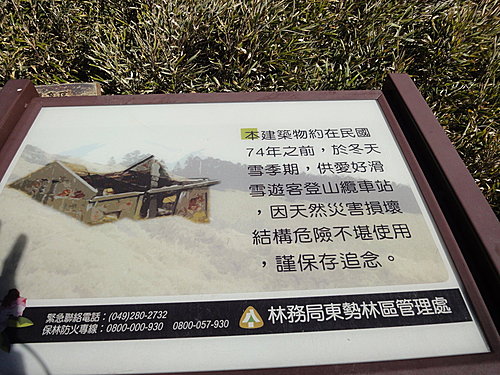 本建築物約在民國
74年之前，於冬天
雪季期，供愛好滑
雪遊客登山纜車站
，因天然災害損壞
結構危險不堪使用
，謹保存追念。
緊急聯絡電話：(049)280-2732
保林防火專線：0800-000-930 0800-057-930
林務局東勢林區管理處